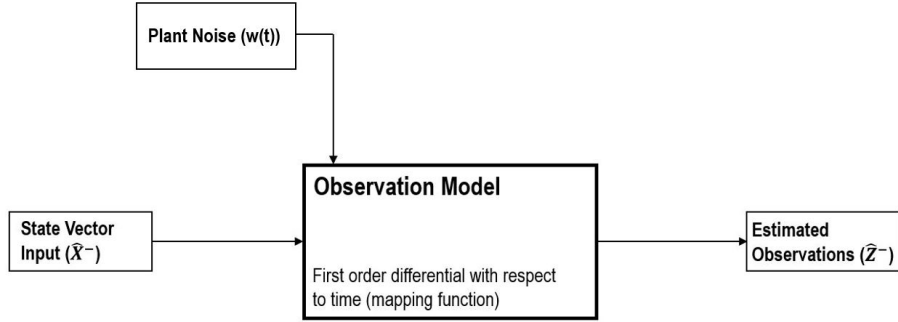 Plant Noise (w(t))
Observation Model
State Vector
Input (X̂⁻)
First order differential with respect
to time (mapping function)
Estimated
Observations (Ẑ⁻)